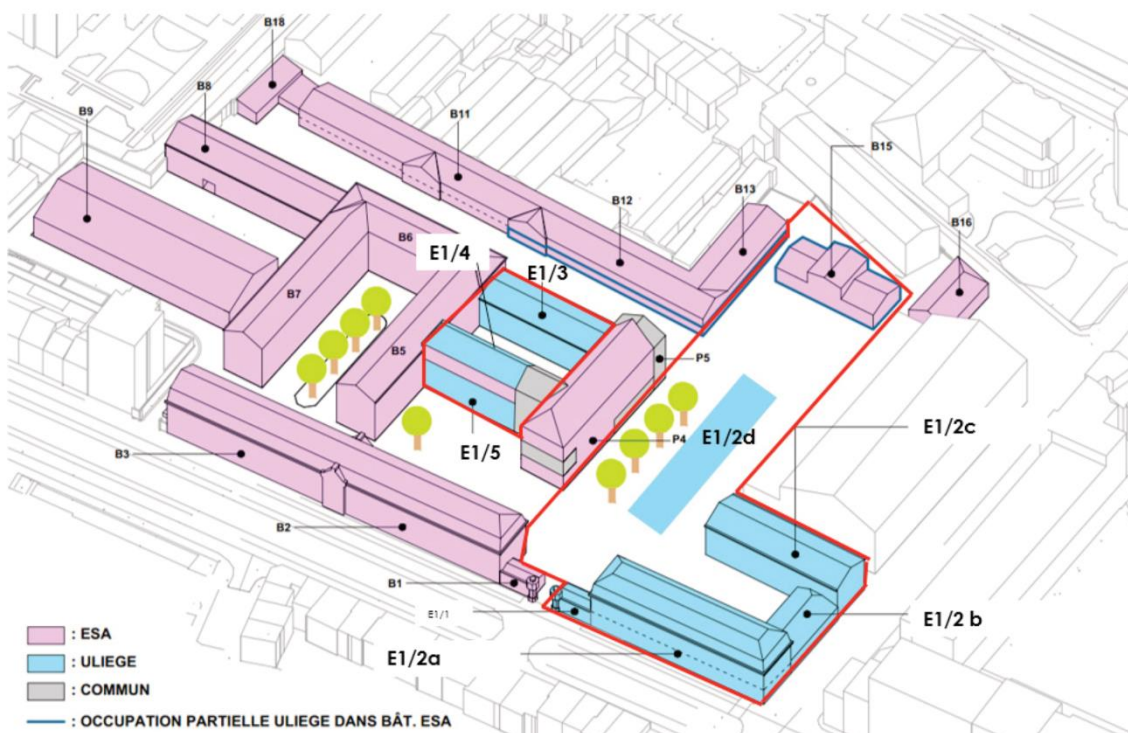 B18
B8
B9
B11
B15
B13
B12
B16
B6
E1/4
E1/3
B7
B5
P5
E1/5
P4
E1/2d
E1/2c
B3
B2
B1
E1/1
E1/2 b
E1/2a
: ESA
: ULIEGE
: COMMUN
: OCCUPATION PARTIELLE ULIEGE DANS BÂT. ESA